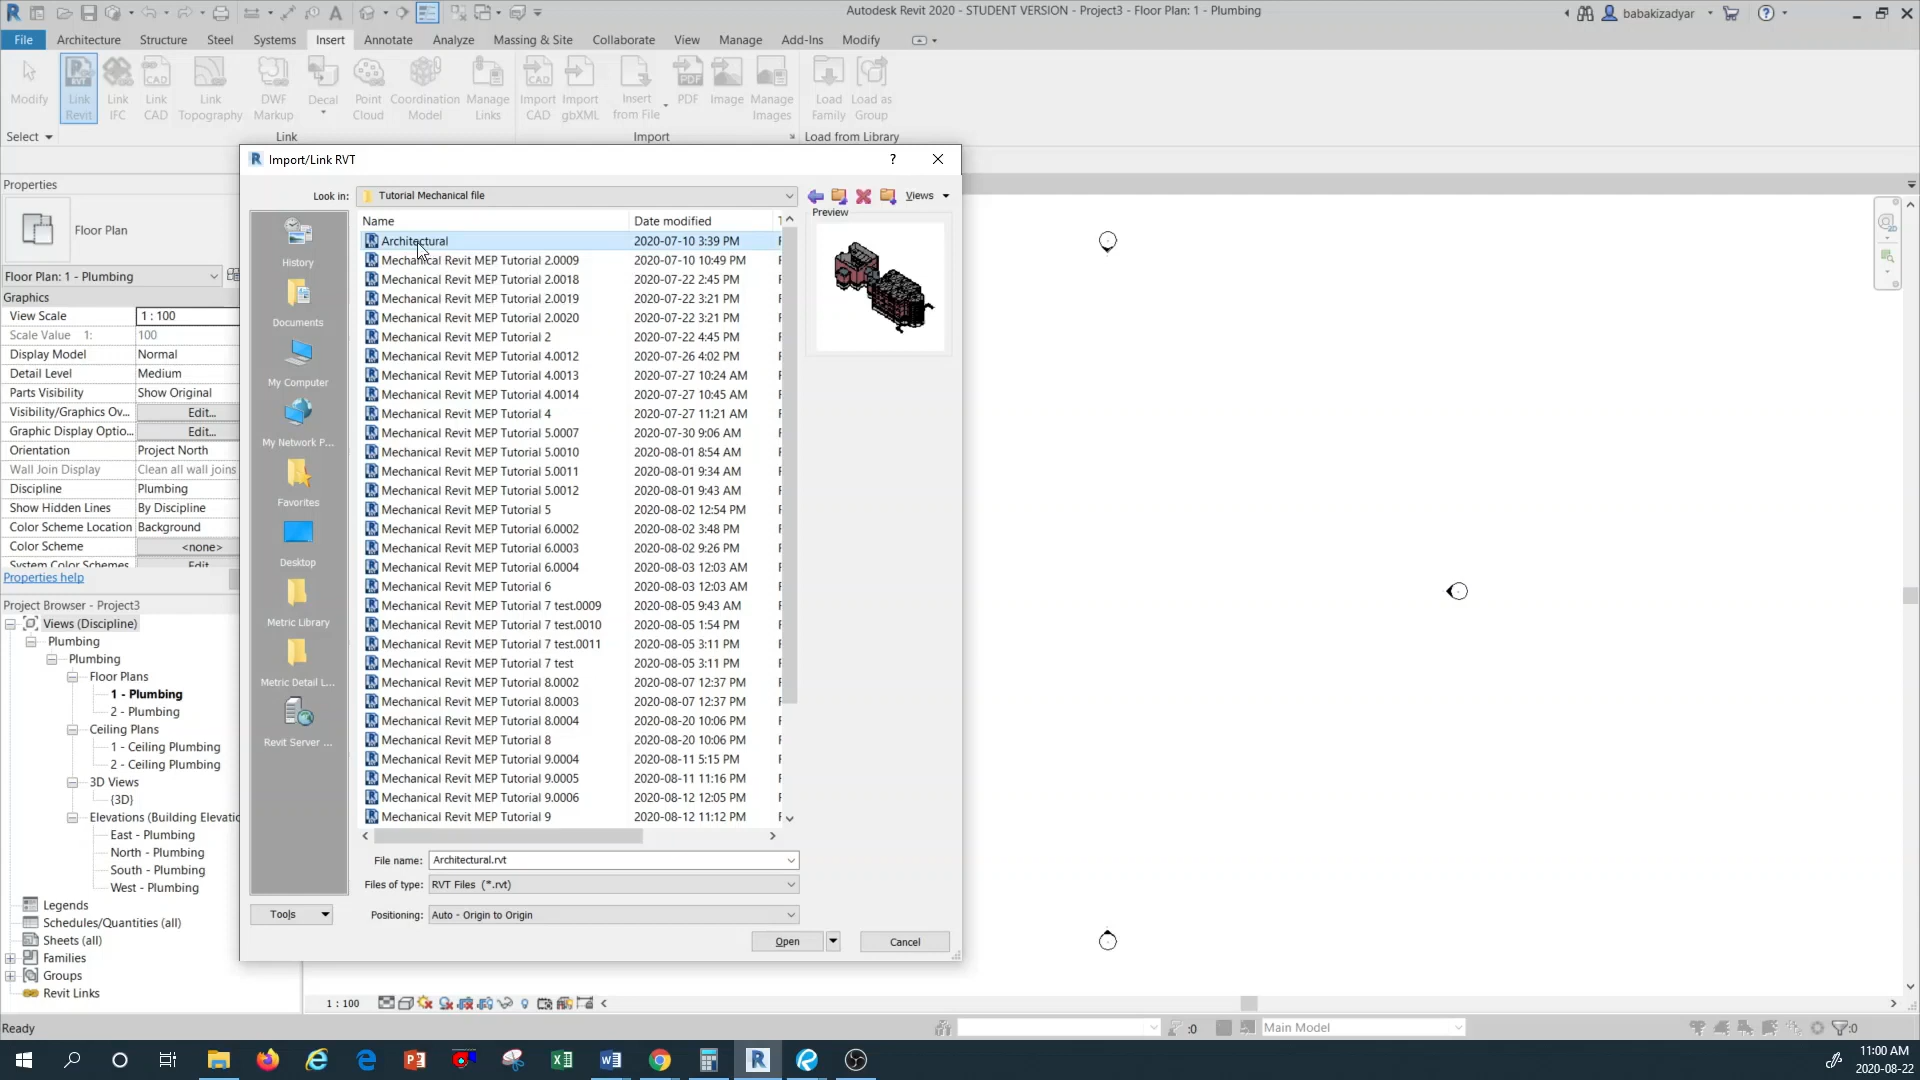 Autodesk Revit 2020 - STUDENT VERSION - Project3 - Floor Plan: 1 - Plumbing
babakizadyar
File Architecture Structure Steel Systems Insert Annotate Analyze Massing & Site Collaborate View Manage Add-Ins Modify
Modify
Link Revit
Link IFC
Link CAD
Link Topography
DWF Markup
Decal
Point Cloud
Coordination Model
Manage Links
Import CAD
Import gbXML
Insert from File
PDF
Image
Manage Images
Load Family
Load as Group
Select
Link
Import
Load from Library
Import/Link RVT
Properties
Floor Plan
Floor Plan: 1 - Plumbing
Graphics
View Scale 1 : 100
Scale Value 1: 100
Display Model Normal
Detail Level Medium
Parts Visibility Show Original
Visibility/Graphics Ov... Edit...
Graphic Display Optio... Edit...
Orientation Project North
Wall Join Display Clean all wall joins
Discipline Plumbing
Show Hidden Lines By Discipline
Color Scheme Location Background
Color Scheme <none>
System Color Schemes Edit
Properties help
Project Browser - Project3
Views (Discipline)
Plumbing
Plumbing
Floor Plans
1 - Plumbing
2 - Plumbing
Ceiling Plans
1 - Ceiling Plumbing
2 - Ceiling Plumbing
3D Views
{3D}
Elevations (Building Elevatio
East - Plumbing
North - Plumbing
South - Plumbing
West - Plumbing
Legends
Schedules/Quantities (all)
Sheets (all)
Families
Groups
Revit Links
Look in: Tutorial Mechanical file
Views
Preview
History
Documents
My Computer
My Network P...
Favorites
Desktop
Metric Library
Metric Detail L...
Revit Server ...
Name Date modified
Architectural 2020-07-10 3:39 PM
Mechanical Revit MEP Tutorial 2.0009 2020-07-10 10:49 PM
Mechanical Revit MEP Tutorial 2.0018 2020-07-22 2:45 PM
Mechanical Revit MEP Tutorial 2.0019 2020-07-22 3:21 PM
Mechanical Revit MEP Tutorial 2.0020 2020-07-22 3:21 PM
Mechanical Revit MEP Tutorial 2 2020-07-22 4:45 PM
Mechanical Revit MEP Tutorial 4.0012 2020-07-26 4:02 PM
Mechanical Revit MEP Tutorial 4.0013 2020-07-27 10:24 AM
Mechanical Revit MEP Tutorial 4.0014 2020-07-27 10:45 AM
Mechanical Revit MEP Tutorial 4 2020-07-27 11:21 AM
Mechanical Revit MEP Tutorial 5.0007 2020-07-30 9:06 AM
Mechanical Revit MEP Tutorial 5.0010 2020-08-01 8:54 AM
Mechanical Revit MEP Tutorial 5.0011 2020-08-01 9:34 AM
Mechanical Revit MEP Tutorial 5.0012 2020-08-01 9:43 AM
Mechanical Revit MEP Tutorial 5 2020-08-02 12:54 PM
Mechanical Revit MEP Tutorial 6.0002 2020-08-02 3:48 PM
Mechanical Revit MEP Tutorial 6.0003 2020-08-02 9:26 PM
Mechanical Revit MEP Tutorial 6.0004 2020-08-03 12:03 AM
Mechanical Revit MEP Tutorial 6 2020-08-03 12:03 AM
Mechanical Revit MEP Tutorial 7 test.0009 2020-08-05 9:43 AM
Mechanical Revit MEP Tutorial 7 test.0010 2020-08-05 1:54 PM
Mechanical Revit MEP Tutorial 7 test.0011 2020-08-05 3:11 PM
Mechanical Revit MEP Tutorial 7 test 2020-08-05 3:11 PM
Mechanical Revit MEP Tutorial 8.0002 2020-08-07 12:37 PM
Mechanical Revit MEP Tutorial 8.0003 2020-08-07 12:37 PM
Mechanical Revit MEP Tutorial 8.0004 2020-08-20 10:06 PM
Mechanical Revit MEP Tutorial 8 2020-08-20 10:06 PM
Mechanical Revit MEP Tutorial 9.0004 2020-08-11 5:15 PM
Mechanical Revit MEP Tutorial 9.0005 2020-08-11 11:16 PM
Mechanical Revit MEP Tutorial 9.0006 2020-08-12 12:05 PM
Mechanical Revit MEP Tutorial 9 2020-08-12 11:12 PM
File name: Architectural.rvt
Files of type: RVT Files (*.rvt)
Tools
Positioning: Auto - Origin to Origin
Open
Cancel
1 : 100
Ready
:0
Main Model
:0
11:00 AM
2020-08-22